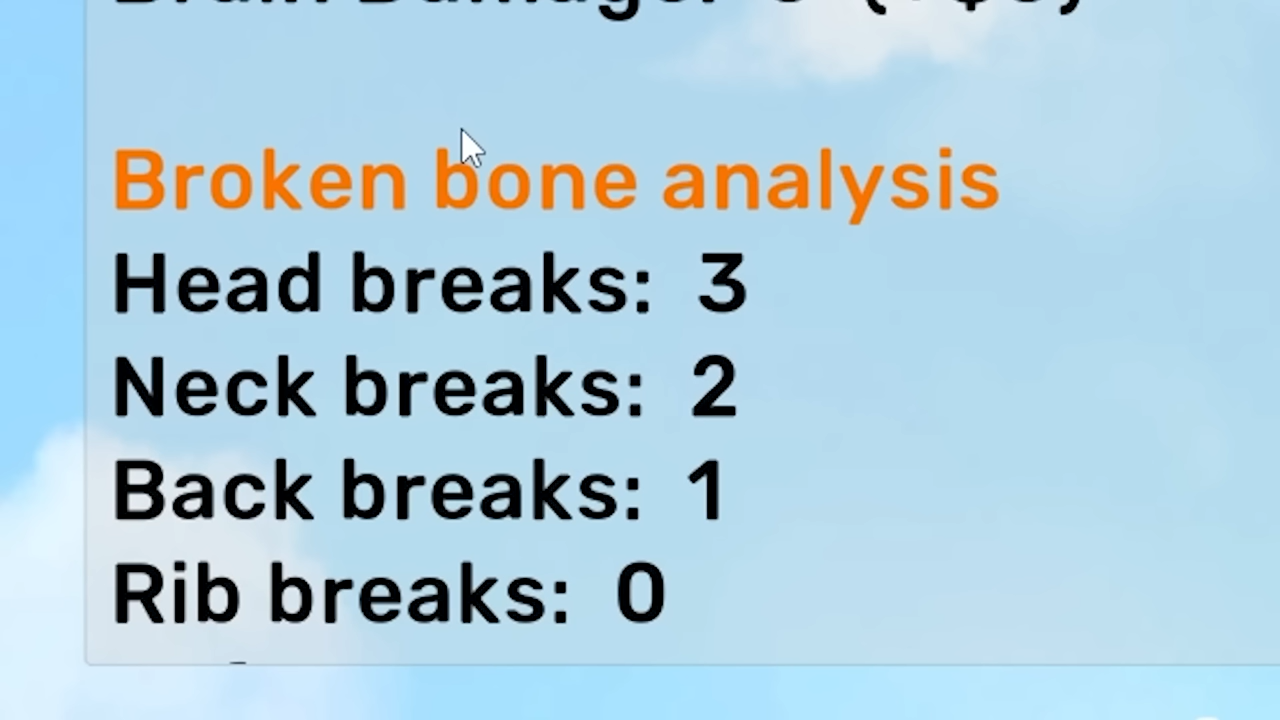 Broken bone analysis
Head breaks: 3
Neck breaks: 2
Back breaks: 1
Rib breaks: 0